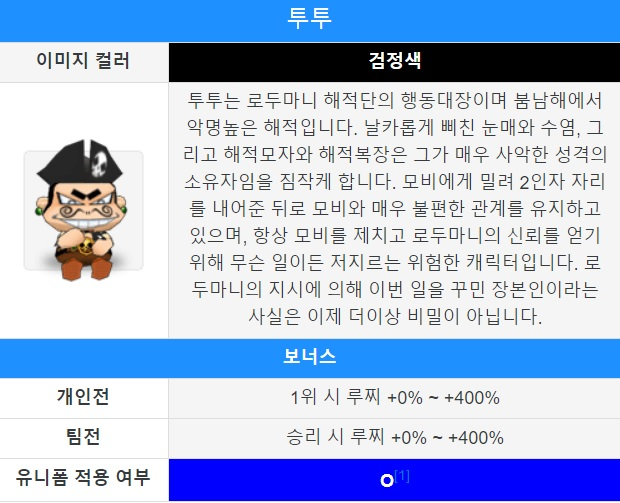 투투
이미지 컬러
검정색
투투는 로두마니 해적단의 행동대장이며 붐남해에서
악명높은 해적입니다. 날카롭게 삐친 눈매와 수염, 그
리고 해적모자와 해적복장은 그가 매우 사악한 성격의
소유자임을 짐작케 합니다. 모비에게 밀려 2인자 자리
를 내어준 뒤로 모비와 매우 불편한 관계를 유지하고
있으며, 항상 모비를 제치고 로두마니의 신뢰를 얻기
위해 무슨 일이든 저지르는 위험한 캐릭터입니다. 로
두마니의 지시에 의해 이번 일을 꾸민 장본인이라는
사실은 이제 더이상 비밀이 아닙니다.
보너스
개인전
1위 시 루찌 +0% ~ +400%
팀전
승리 시 루찌 +0% ~ +400%
유니폼 적용 여부
O[1]